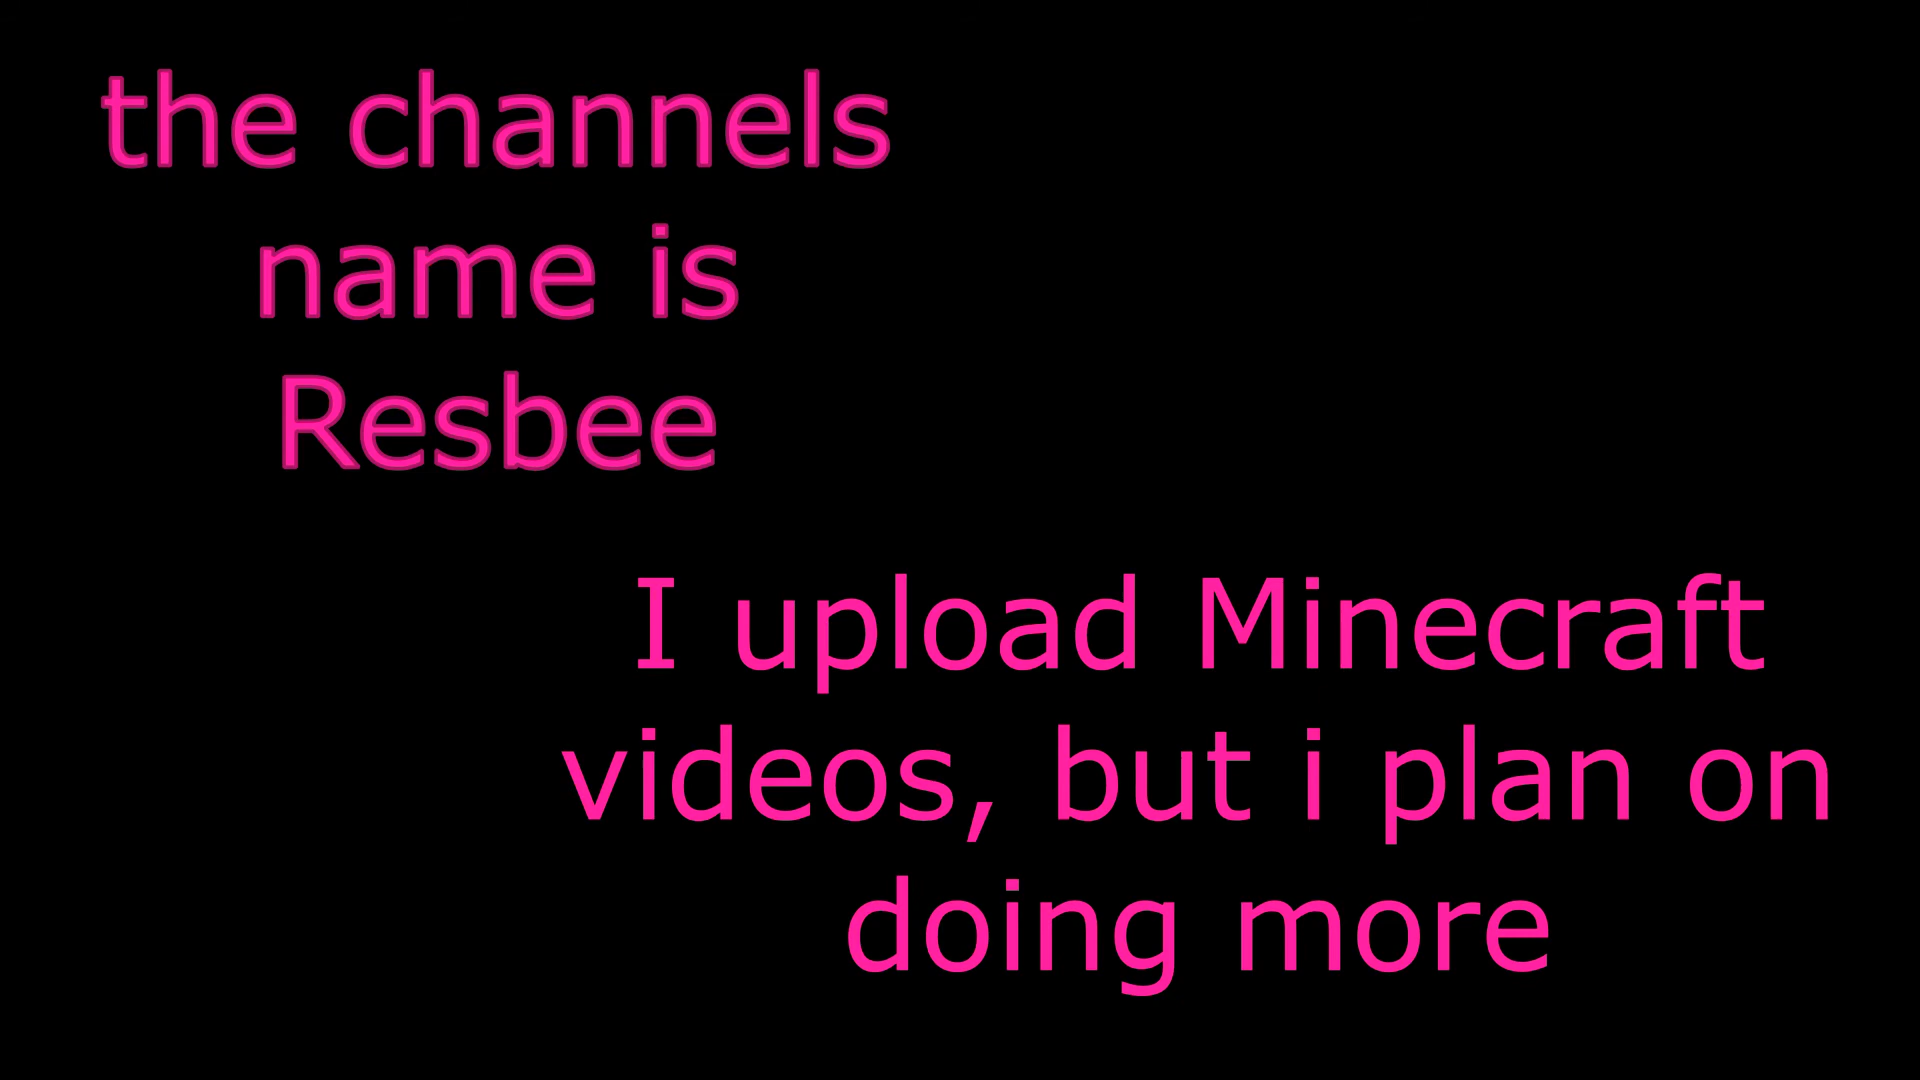 the channels
name is
Resbee
I upload Minecraft
videos, but i plan on
doing more